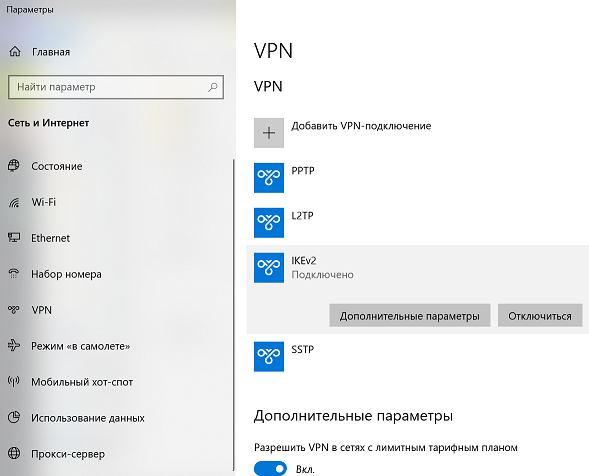 Параметры
Главная
Найти параметр
Сеть и Интернет
Состояние
Wi-Fi
Ethernet
Набор номера
VPN
Режим «в самолете»
Мобильный хот-спот
Использование данных
Прокси-сервер
VPN
VPN
Добавить VPN-подключение
PPTP
L2TP
IKEv2
Подключено
Дополнительные параметры Отключиться
SSTP
Дополнительные параметры
Разрешить VPN в сетях с лимитным тарифным планом
Вкл.